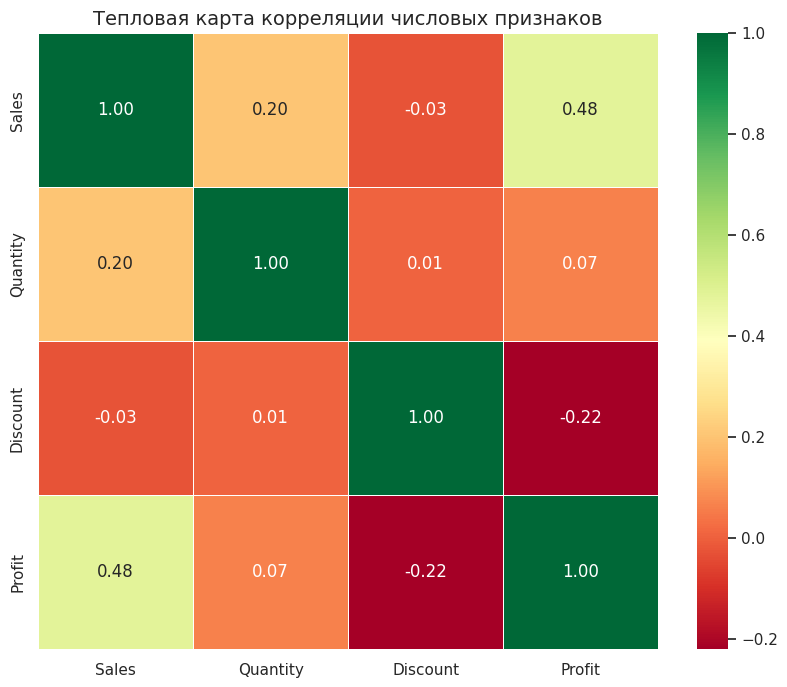 Тепловая карта корреляции числовых признаков
Sales
1.00
0.20
-0.03
0.48
Quantity
0.20
1.00
0.01
0.07
Discount
-0.03
0.01
1.00
-0.22
Profit
0.48
0.07
-0.22
1.00
Sales
Quantity
Discount
Profit
1.0
0.8
0.6
0.4
0.2
0.0
−0.2